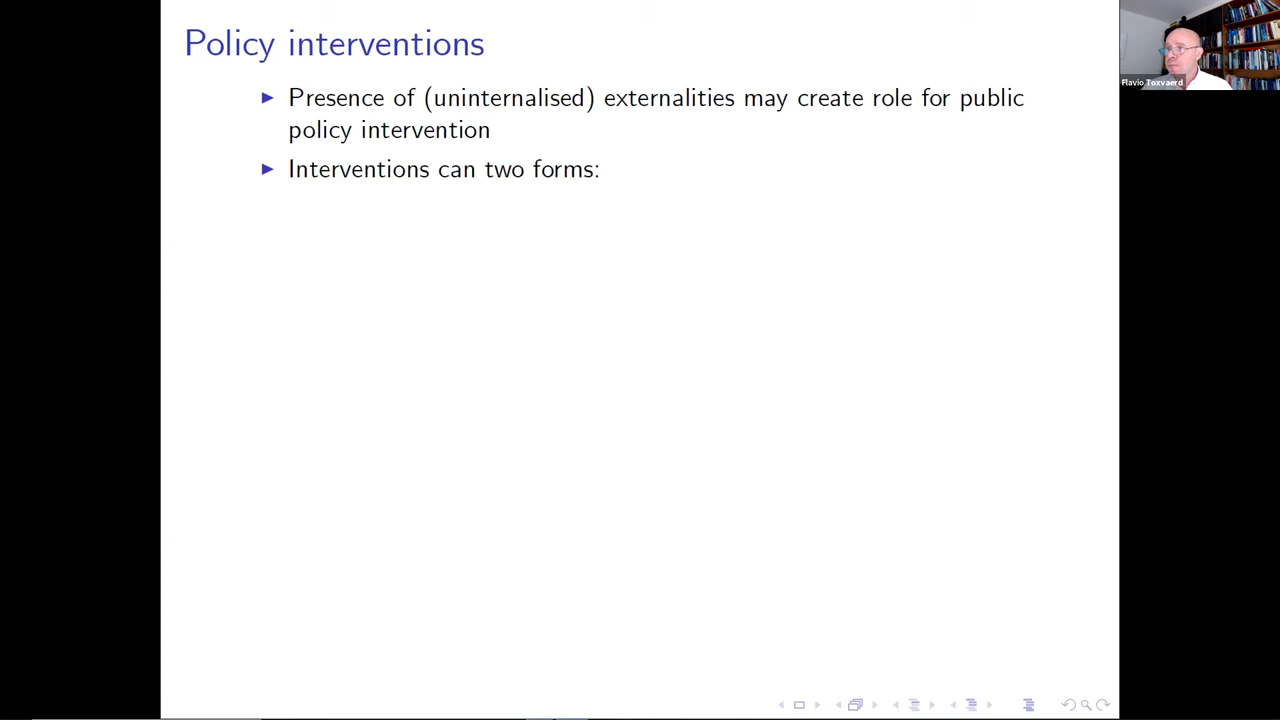 Policy interventions
Flavio Toxvaerd
▶ Presence of (uninternalised) externalities may create role for public
policy intervention
▶ Interventions can two forms: